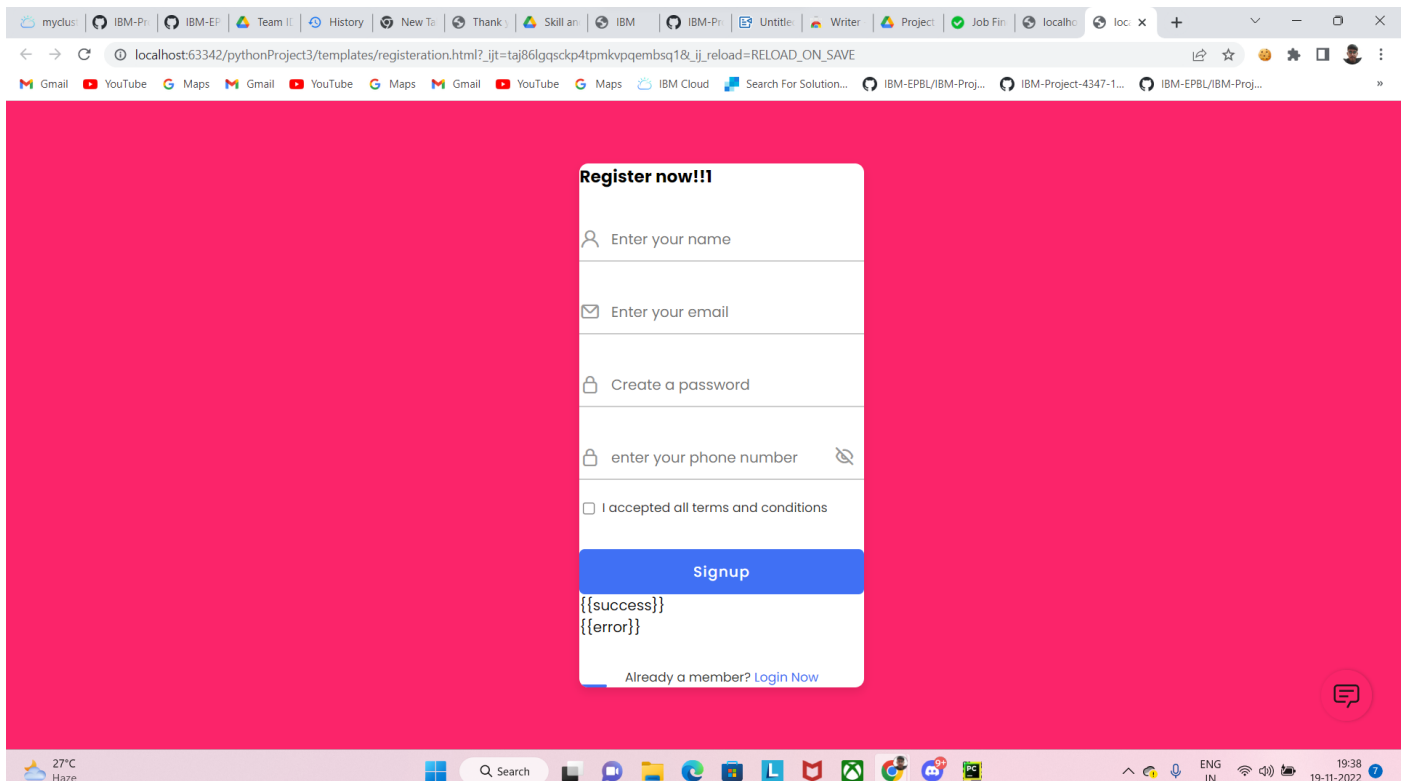 myclus IBM-Pr IBM-EP Team I History New Ta Thank y Skill an IBM IBM-Pr Untitled Writer Project Job Fin localho loc
localhost:63342/pythonProject3/templates/registeration.html?_ijt=taj86lgqsckp4tpmkvpqembsq1&_ij_reload=RELOAD_ON_SAVE
Gmail YouTube Maps Gmail YouTube Maps Gmail YouTube Maps IBM Cloud Search For Solution... IBM-EPBL/IBM-Proj... IBM-Project-4347-1... IBM-EPBL/IBM-Proj... »
Register now!!1
Enter your name
Enter your email
Create a password
enter your phone number
I accepted all terms and conditions
Signup
{{success}}
{{error}}
Already a member? Login Now
27°C
Haze
Search
ENG
IN
19:38
19-11-2022
7